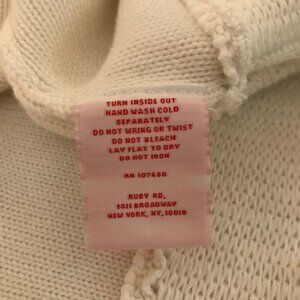 TURN INSIDE OUT
HAND WASH COLD
SEPARATELY
DO NOT WRING OR TWIST
DO NOT BLEACH
LAY FLAT TO DRY
DO NOT IRON
RN 107680
RUBY RD,
1411 BROADWAY
NEW YORK, NY,10018